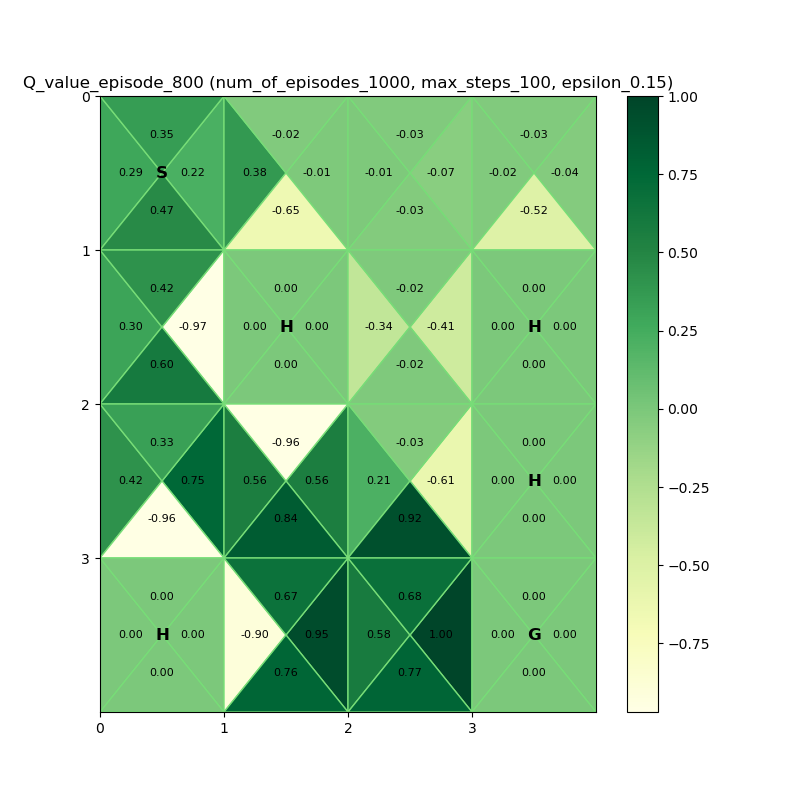 Q_value_episode_800 (num_of_episodes_1000, max_steps_100, epsilon_0.15)
0 1.00
0.35 -0.02 -0.03 -0.03
0.29 S 0.22 0.38 -0.01 -0.01 -0.07 -0.02 -0.04
0.75
0.47 -0.65 -0.03 -0.52
1
0.50
0.42 0.00 -0.02 0.00
0.30 -0.97 0.00 H 0.00 -0.34 -0.41 0.00 H 0.00
0.25
0.60 0.00 -0.02 0.00
2 0.00
0.33 -0.96 -0.03 0.00
0.42 0.75 0.56 0.56 0.21 -0.61 0.00 H 0.00
−0.25
-0.96 0.84 0.92 0.00
3
−0.50
0.00 0.67 0.68 0.00
0.00 H 0.00 -0.90 0.95 0.58 1.00 0.00 G 0.00
−0.75
0.00 0.76 0.77 0.00
0 1 2 3